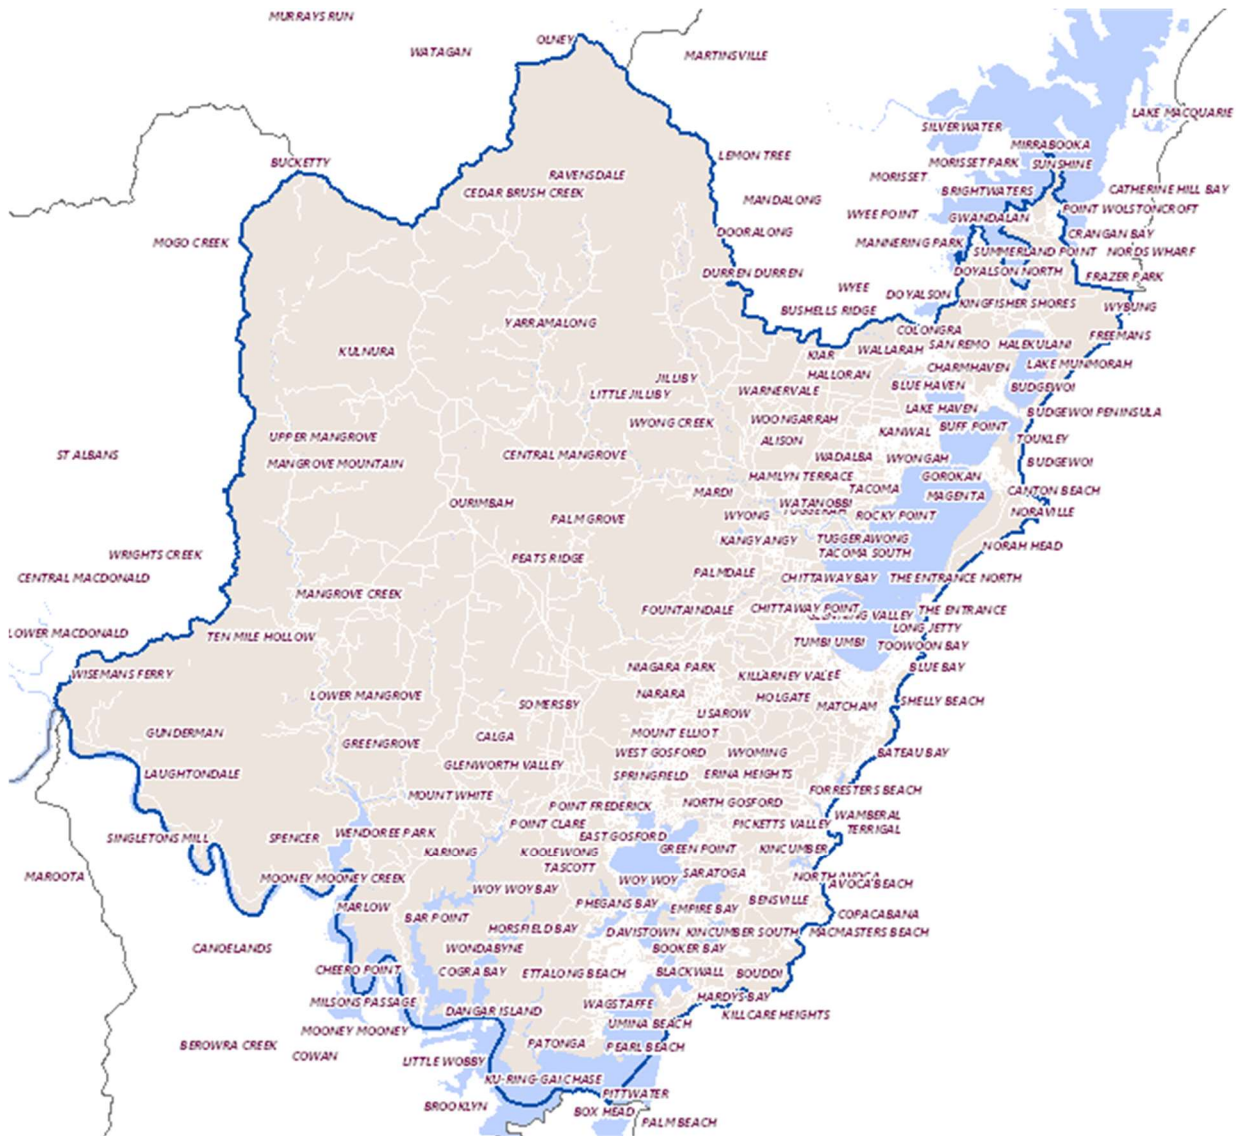 MURRAYS RUN
OLNEY
WATAGAN
MARTINSVILLE
LAKE MACQUARIE
SILVERWATER
MIRRABOOKA
LEMON TREE
BUCKETTY
MORISSET PARK
SUNSHINE
RAVENSDALE
MORISSET
CEDAR BRUSH CREEK
BRIGHTWATERS
CATHERINE HILL BAY
MANDALONG
POINT WOLSTONCROFT
WYEE POINT
GWANDALAN
DOORALONG
CRANGAN BAY
MOGO CREEK
MANNERING PARK
SUMMERLAND POINT
NORDS WHARF
DURREN DURREN
DOYALSON NORTH
FRAZER PARK
WYEE
DOYALSON
KINGFISHER SHORES
WYBUNG
BUSHELLS RIDGE
YARRAMALONG
COLONGRA
FREEMANS
KULNURA
KIAR
WALLARAH
SAN REMO
HALEKULANI
LAKE MUNMORAH
CHARMHAVEN
JILLIBY
HALLORAN
BLUE HAVEN
BUDGEWOI
LITTLE JILLIBY
WARNERVALE
LAKE HAVEN
BUDGEWOI PENINSULA
WYONG CREEK
WOONGARRAH
KANWAL
BUFF POINT
UPPER MANGROVE
ALISON
TOUKLEY
ST ALBANS
CENTRAL MANGROVE
WADALBA
WYONGAH
BUDGEWOI
MANGROVE MOUNTAIN
HAMLYN TERRACE
GOROKAN
MARDI
TACOMA
MAGENTA
CANTON BEACH
OURIMBAH
WATANOBBI
PALM GROVE
WYONG
ROCKY POINT
NORAVILLE
KANGY ANGY
TUGGERAWONG
NORAH HEAD
WRIGHTS CREEK
PEATS RIDGE
TACOMA SOUTH
CENTRAL MACDONALD
PALMDALE
CHITTAWAY BAY
THE ENTRANCE NORTH
MANGROVE CREEK
FOUNTAINDALE
CHITTAWAY POINT
VALLEY
THE ENTRANCE
LOWER MACDONALD
TEN MILE HOLLOW
LONG JETTY
TUMBI UMBI
TOOWOON BAY
WISEMANS FERRY
NIAGARA PARK
KILLARNEY VALE
BLUE BAY
LOWER MANGROVE
NARARA
HOLGATE
SOMERSBY
LISAROW
MATCHAM
SHELLY BEACH
GUNDERMAN
GREENGROVE
CALGA
MOUNT ELLIOT
WEST GOSFORD
WYOMING
BATEAU BAY
GLENWORTH VALLEY
LAUGHTONDALE
SPRINGFIELD
ERINA HEIGHTS
MOUNT WHITE
FORRESTERS BEACH
POINT FREDERICK
NORTH GOSFORD
WAMBERAL
POINT CLARE
PICKETTS VALLEY
TERRIGAL
SINGLETONS MILL
SPENCER
WENDOREE PARK
EAST GOSFORD
KARIONG
KOOLEWONG
GREEN POINT
KINCUMBER
TASCOTT
MAROOTA
MOONEY MOONEY CREEK
WOY WOY
SARATOGA
NORTH AVOCA
AVOCA BEACH
WOY WOY BAY
MARLOW
PHEGANS BAY
EMPIRE BAY
BENSVILLE
BAR POINT
COPACABANA
HORSFIELD BAY
DAVISTOWN
KINCUMBER SOUTH
MACMASTERS BEACH
CANOELANDS
WONDABYNE
BOOKER BAY
CHEERO POINT
COGRA BAY
ETTALONG BEACH
BLACKWALL
BOUDDI
MILSONS PASSAGE
DANGAR ISLAND
WAGSTAFFE
HARDYS BAY
KILLCARE HEIGHTS
MOONEY MOONEY
UMINA BEACH
BEROWRA CREEK
COWAN
LITTLE WOBBY
PATONGA
PEARL BEACH
KU-RING-GAI CHASE
PITTWATER
BROOKLYN
BOX HEAD
PALM BEACH